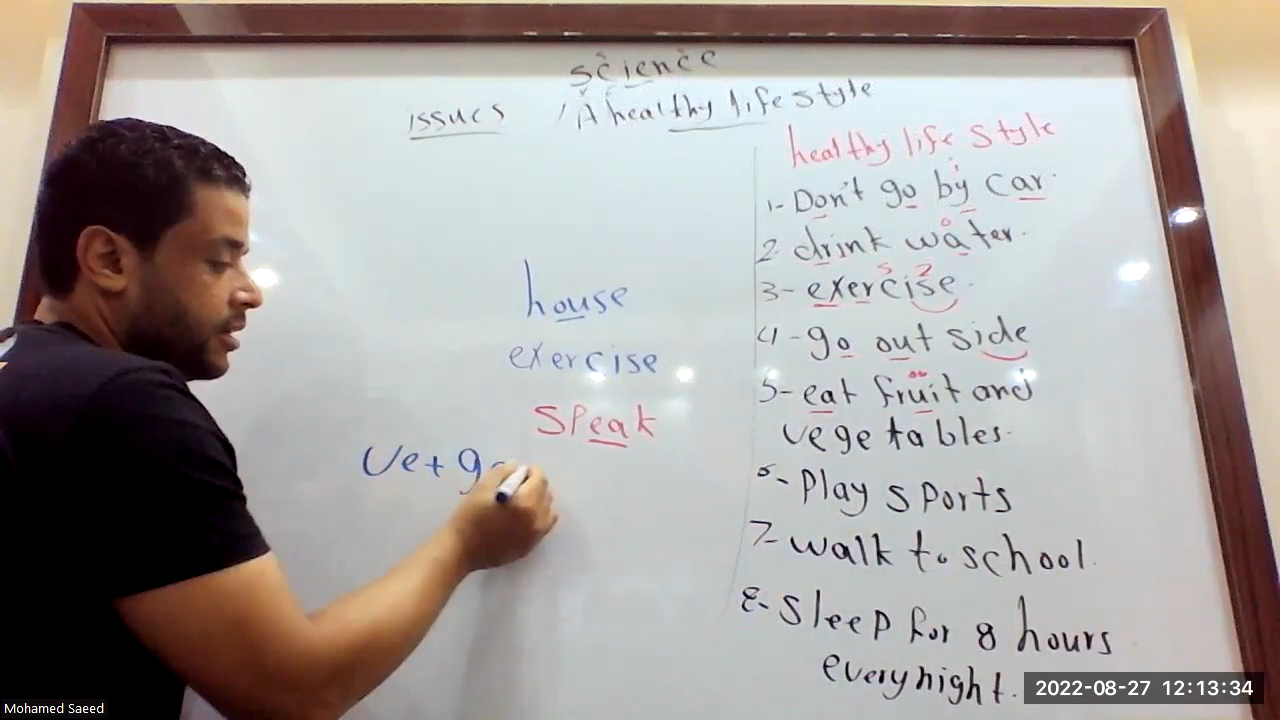 science
issues / A healthy life style
healthy life style
1- Don't go by car.
2 drink water.
3- exercise.
4- go out side
5- eat fruit and
vegetables.
6- Play sports
7- walk to school.
8- Sleep for 8 hours
every night.
house
exercise
Speak
Ve+ge
Mohamed Saeed
2022-08-27 12:13:34